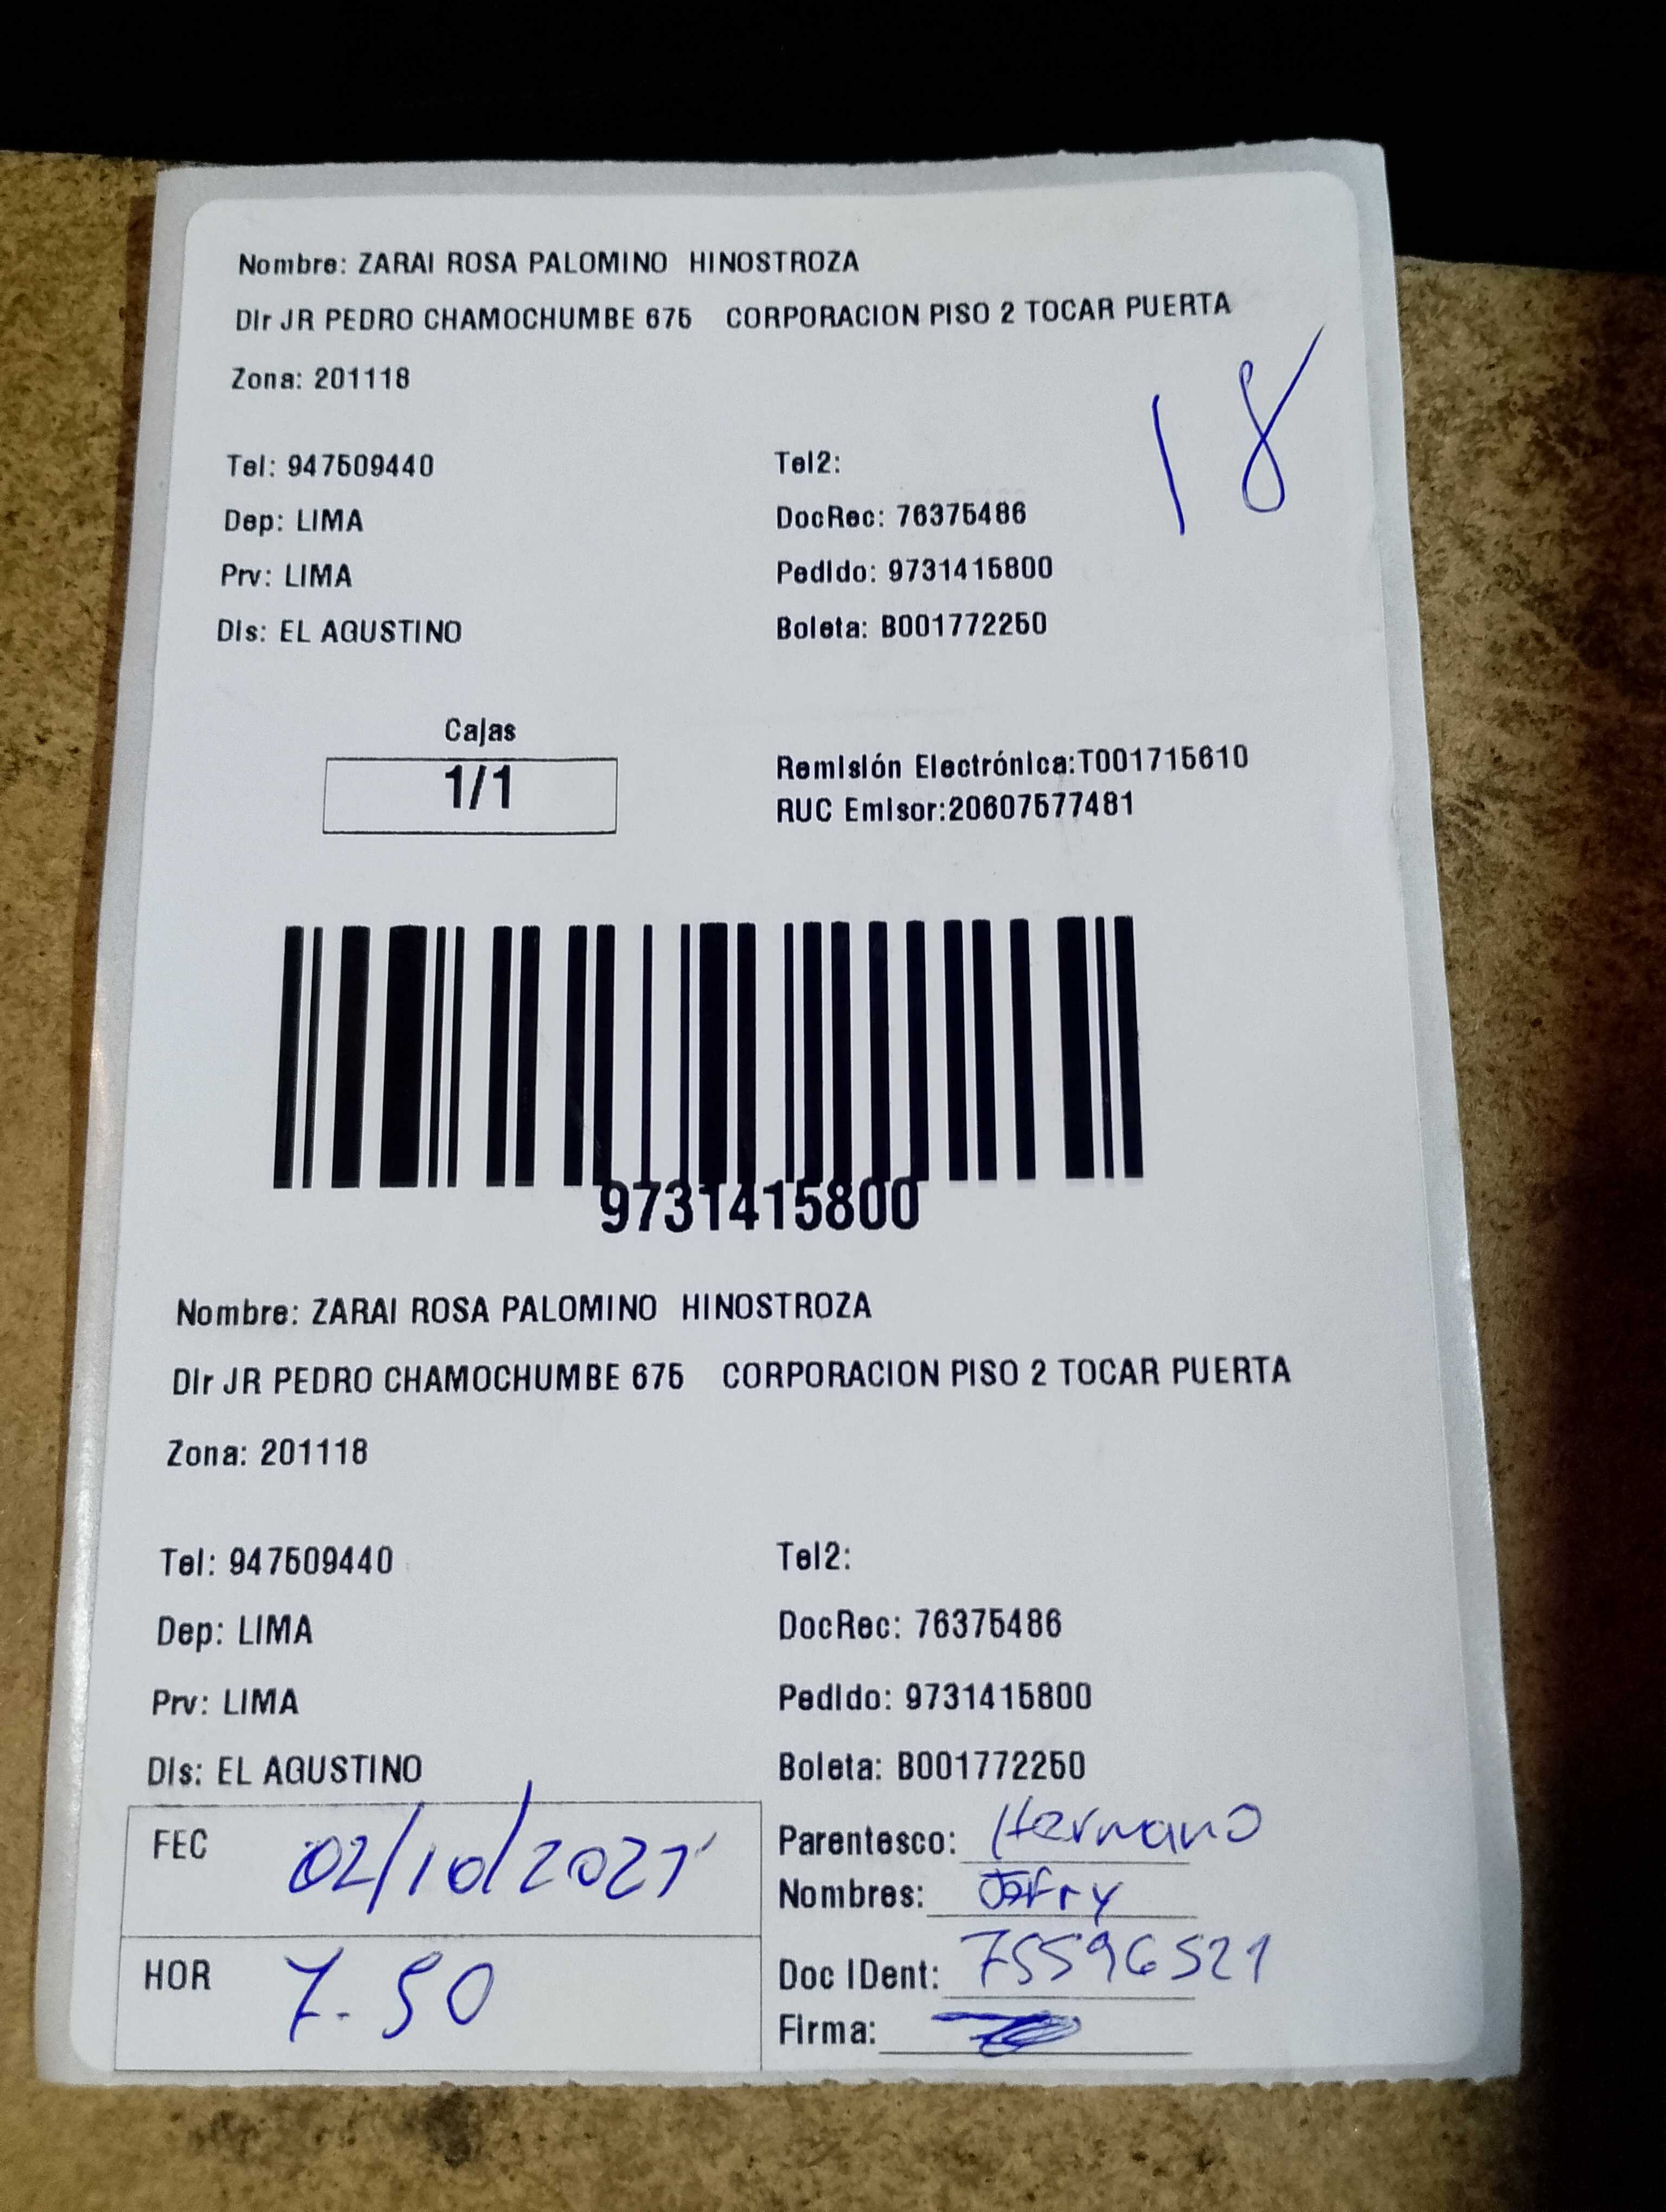 Nombre: ZARAI ROSA PALOMINO HINOSTROZA
Dir JR PEDRO CHAMOCHUMBE 675 CORPORACION PISO 2 TOCAR PUERTA
Zona: 201118
18
Tel: 947509440 Tel2:
Dep: LIMA DocRec: 76375486
Prv: LIMA Pedido: 9731415800
Dis: EL AGUSTINO Boleta: B001772250
Cajas
1/1
Remisión Electrónica:T001715610
RUC Emisor:20607577481
9731415800
Nombre: ZARAI ROSA PALOMINO HINOSTROZA
Dir JR PEDRO CHAMOCHUMBE 675 CORPORACION PISO 2 TOCAR PUERTA
Zona: 201118
Tel: 947509440 Tel2:
Dep: LIMA DocRec: 76375486
Prv: LIMA Pedido: 9731415800
Dis: EL AGUSTINO Boleta: B001772250
FEC 02/10/2021 Parentesco: Hermano
Nombres: Jefry
HOR 7.50 Doc IDent: 75596521
Firma: